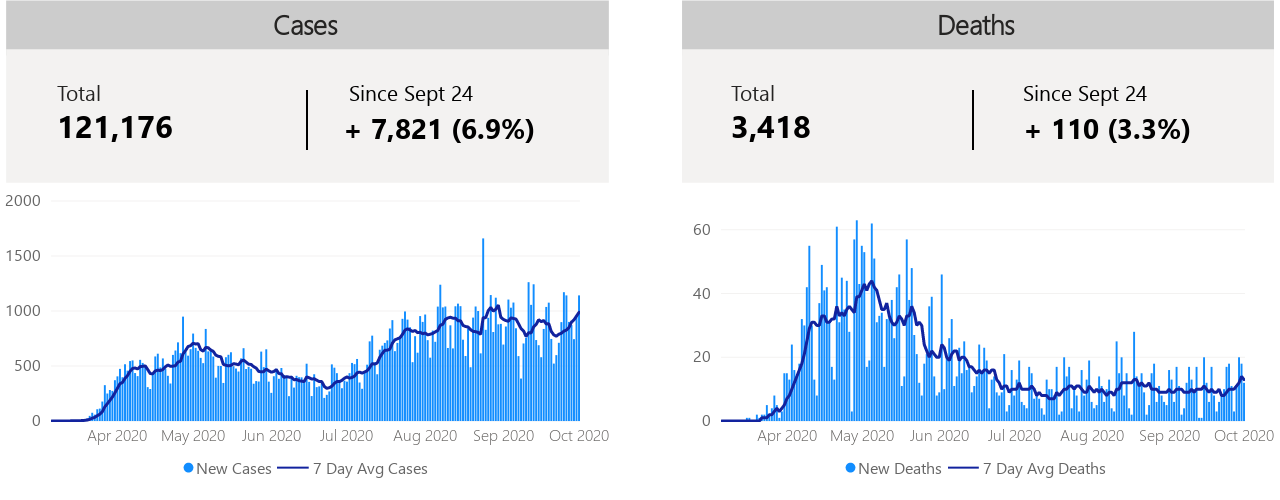 Cases
Total
121,176
Since Sept 24
+ 7,821 (6.9%)
2000
1500
1000
500
0
Apr 2020 May 2020 Jun 2020 Jul 2020 Aug 2020 Sep 2020 Oct 2020
New Cases 7 Day Avg Cases
Deaths
Total
3,418
Since Sept 24
+ 110 (3.3%)
60
40
20
0
Apr 2020 May 2020 Jun 2020 Jul 2020 Aug 2020 Sep 2020 Oct 2020
New Deaths 7 Day Avg Deaths